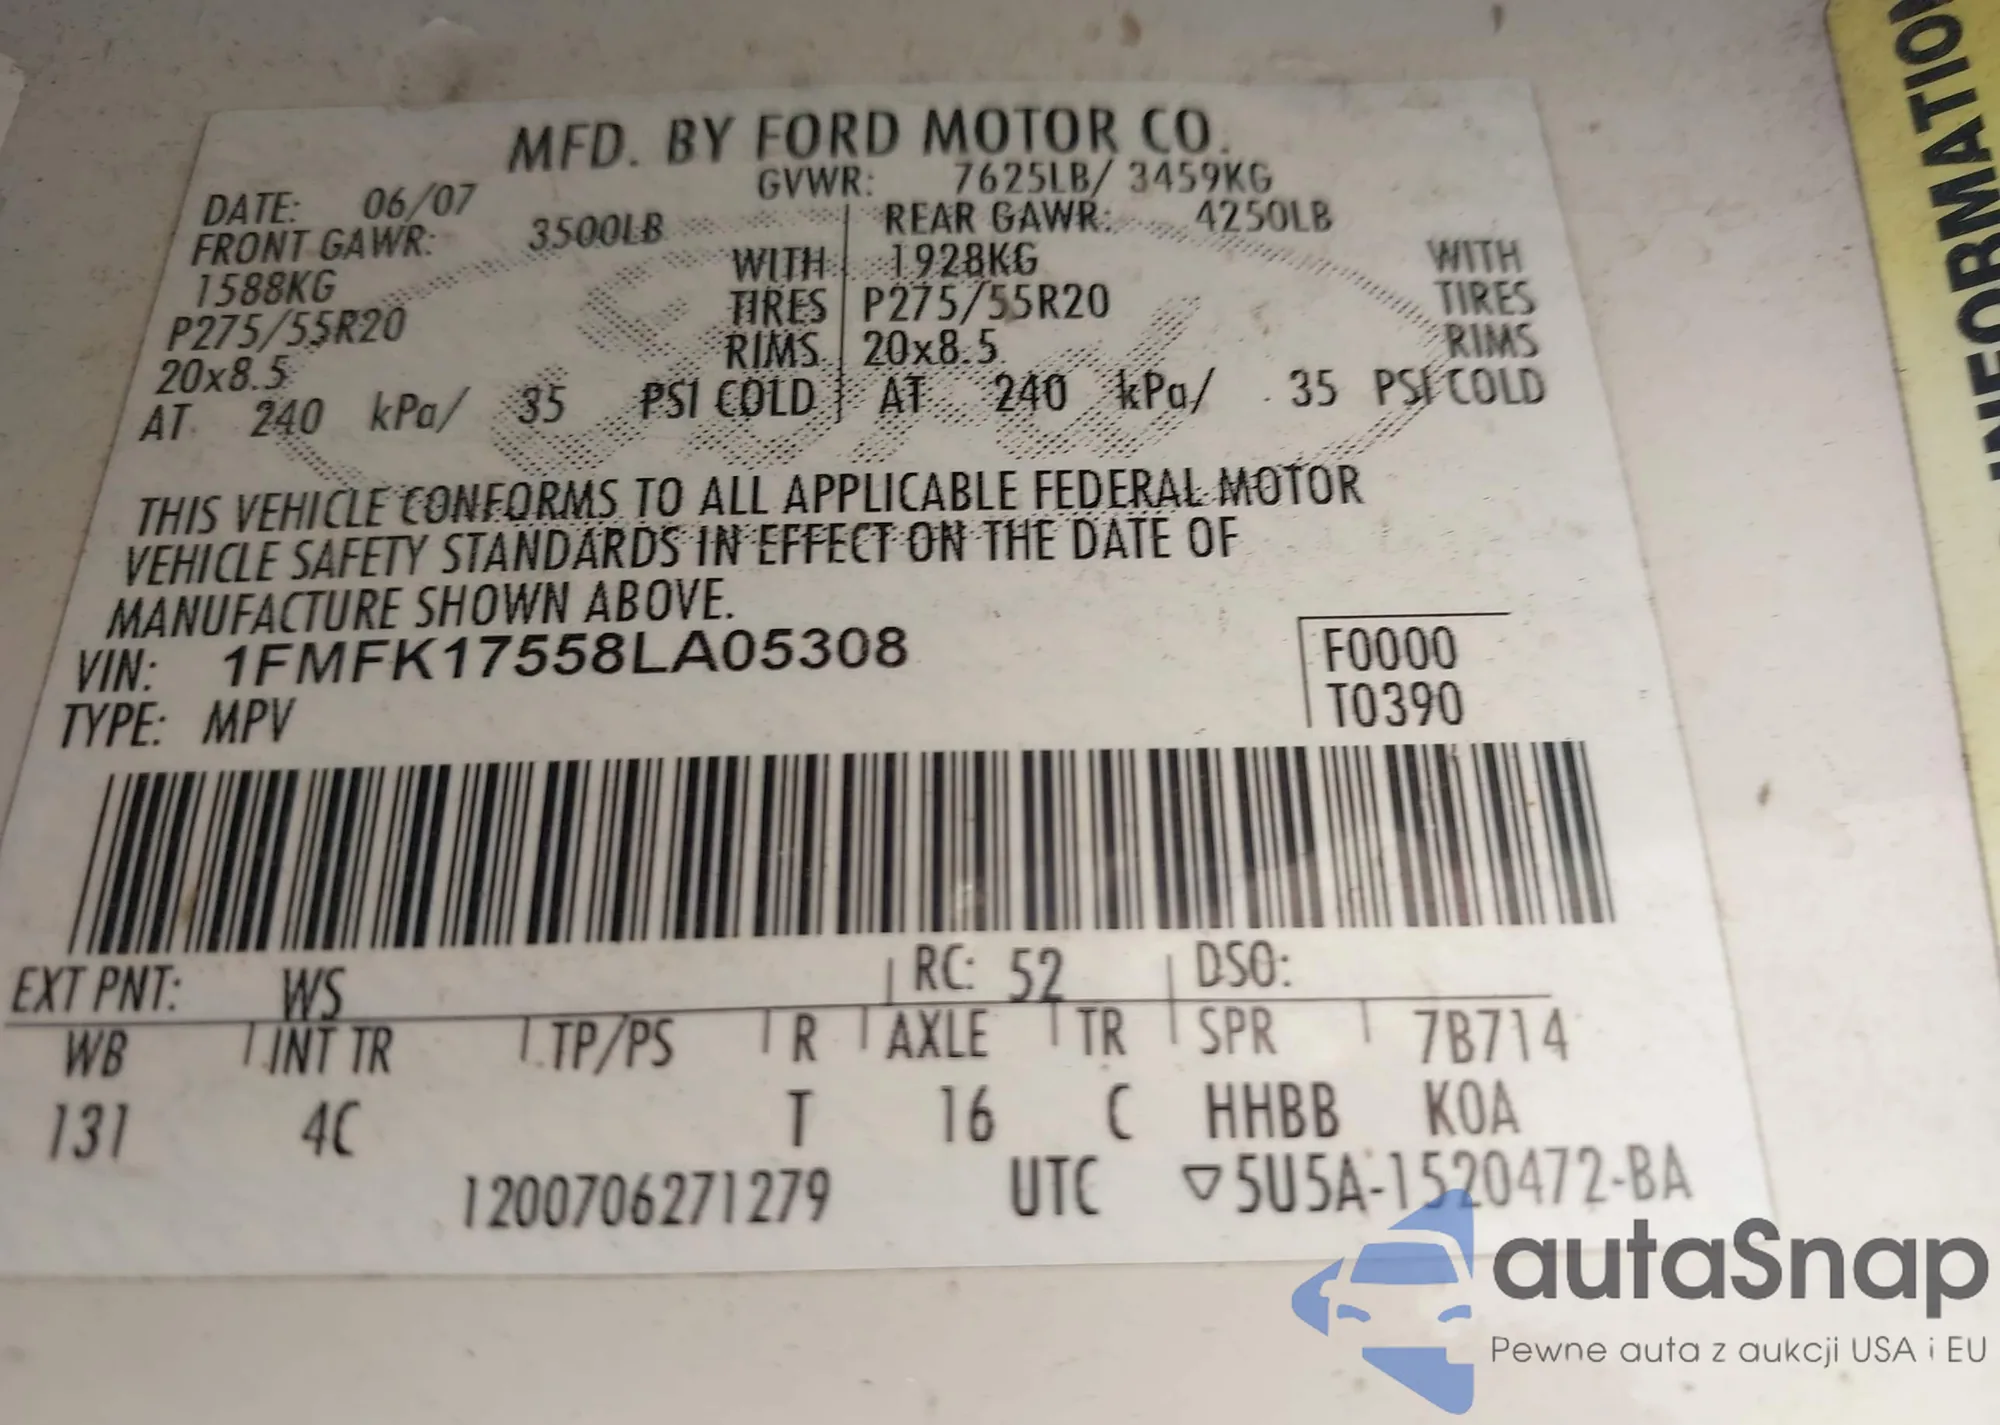 MFD. BY FORD MOTOR CO.
DATE: 06/07 GVWR: 7625LB/ 3459KG
FRONT GAWR: 3500LB REAR GAWR: 4250LB
1588KG WITH 1928KG WITH
P275/55R20 TIRES P275/55R20 TIRES
20x8.5 RIMS 20x8.5 RIMS
AT 240 kPa/ 35 PSI COLD AT 240 kPa/ 35 PSI COLD
THIS VEHICLE CONFORMS TO ALL APPLICABLE FEDERAL MOTOR
VEHICLE SAFETY STANDARDS IN EFFECT ON THE DATE OF
MANUFACTURE SHOWN ABOVE.
VIN: 1FMFK17558LA05308 F0000
TYPE: MPV T0390
EXT PNT: WS RC: 52 DSO:
WB INT TR TP/PS R AXLE TR SPR 7B714
131 4C T 16 C HHBB KOA
1200706271279 UTC ▽5U5A-1520472-BA
INFORMATION
autaSnap
Pewne auta z aukcji USA i EU